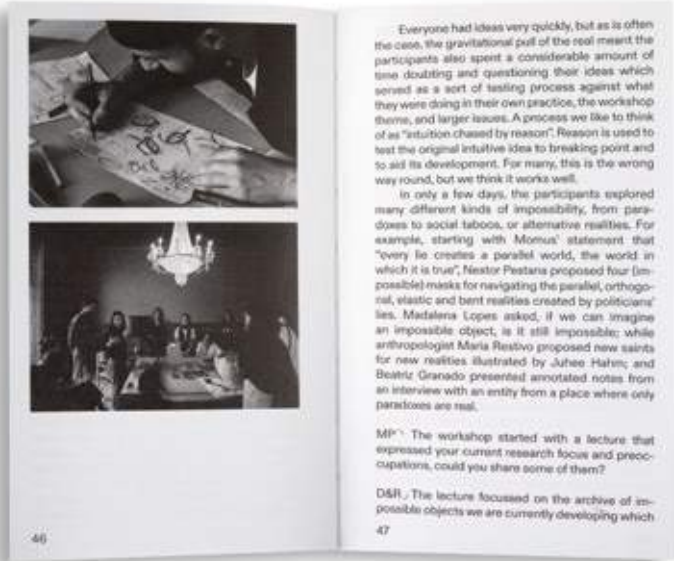 46
Everyone had ideas very quickly, but as is often
the case, the gravitational pull of the real meant the
participants also spent a considerable amount of
time doubting and questioning their ideas which
served as a sort of testing process against what
they were doing in their own practice, the workshop
theme, and larger issues. A process we like to think
of as "intuition chased by reason". Reason is used to
test the original intuitive idea to breaking point and
to aid its development. For many, this is the wrong
way round, but we think it works well.
In only a few days, the participants explored
many different kinds of impossibility, from para-
doxes to social taboos, or alternative realities. For
example, starting with Momus' statement that
"every lie creates a parallel world, the world in
which it is true", Nestor Pestana proposed four (im-
possible) masks for navigating the parallel, orthogo-
nal, elastic and bent realities created by politicians'
lies. Madalena Lopes asked, if we can imagine
an impossible object, is it still impossible; while
anthropologist Maria Restivo proposed new saints
for new realities illustrated by Juhee Hahm; and
Beatriz Granado presented annotated notes from
an interview with an entity from a place where only
paradoxes are real.
MP The workshop started with a lecture that
expressed your current research focus and preoc-
cupations, could you share some of them?
D&R The lecture focussed on the archive of im-
possible objects we are currently developing which
47